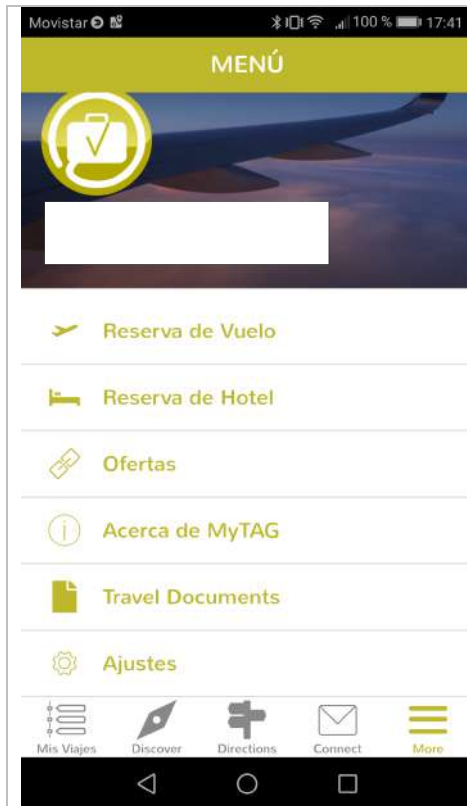 Movistar 100 % 17:41
MENÚ
Reserva de Vuelo
Reserva de Hotel
Ofertas
Acerca de MyTAG
Travel Documents
Ajustes
Mis Viajes Discover Directions Connect More